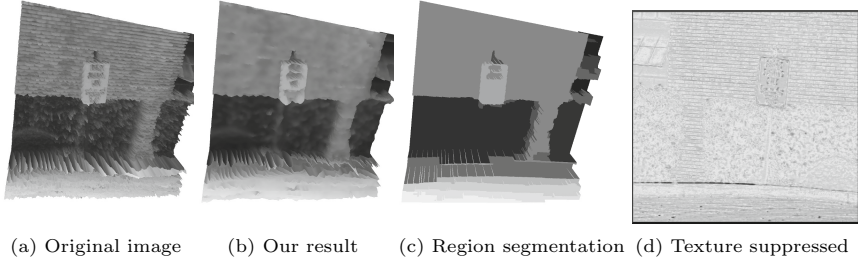 (a) Original image (b) Our result (c) Region segmentation (d) Texture suppressed